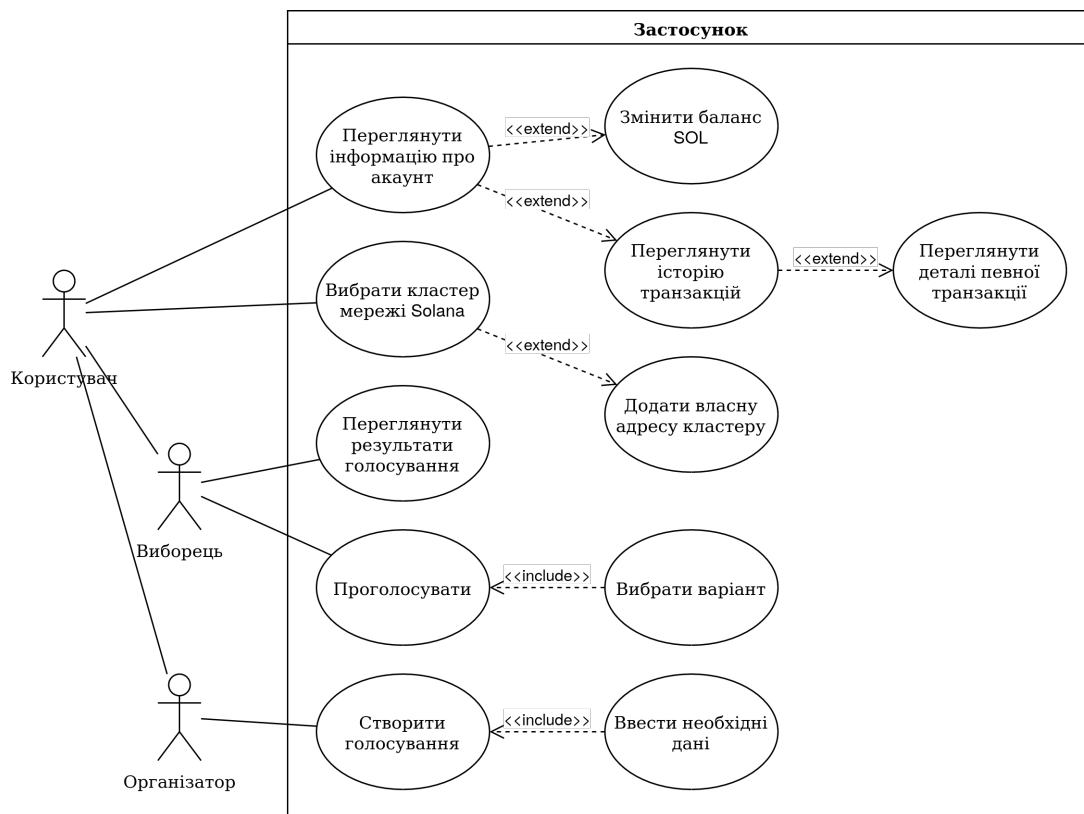 Застосунок
Переглянути
інформацію про
акаунт
<<extend>>
Змінити баланс
SOL
<<extend>>
Переглянути
історію
транзакцій
<<extend>>
Переглянути
деталі певної
транзакції
Користувач
Вибрати кластер
мережі Solana
<<extend>>
Додати власну
адресу кластеру
Переглянути
результати
голосування
Виборець
Проголосувати
<<include>>
Вибрати варіант
Організатор
Створити
голосування
<<include>>
Ввести необхідні
дані